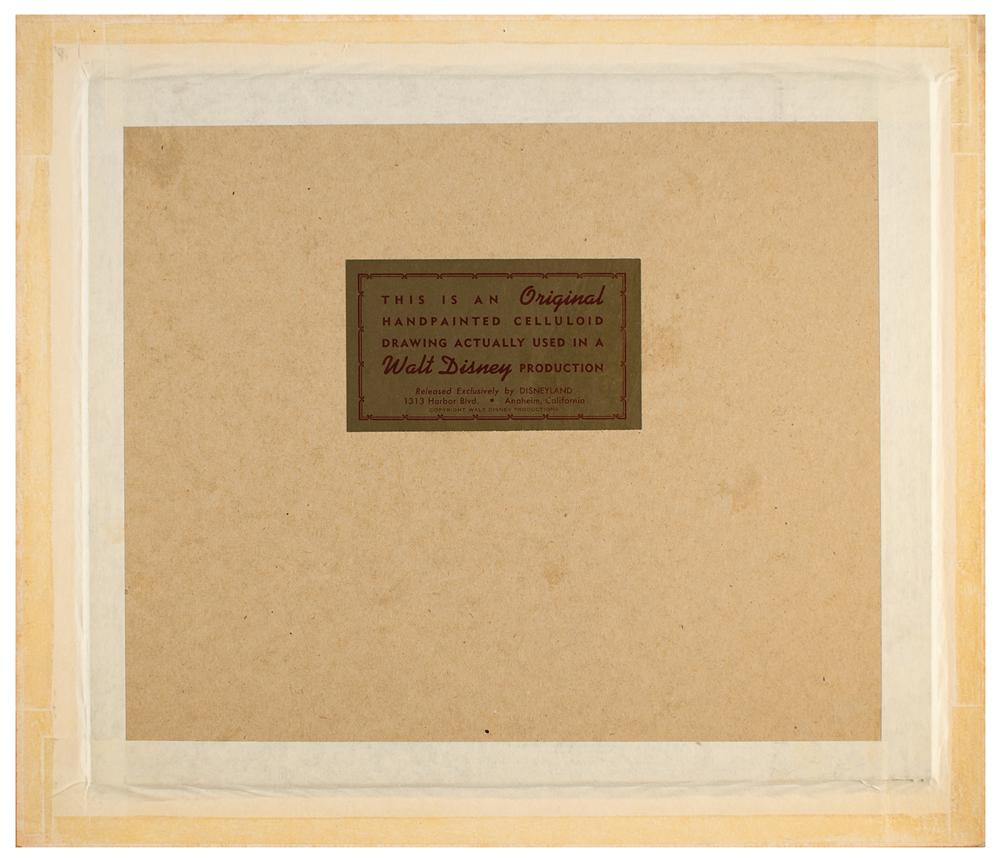 THIS IS AN Original
HANDPAINTED CELLULOID
DRAWING ACTUALLY USED IN A
Walt Disney PRODUCTION
Released Exclusively by DISNEYLAND
1313 Harbor Blvd. • Anaheim, California
COPYRIGHT WALT DISNEY PRODUCTIONS